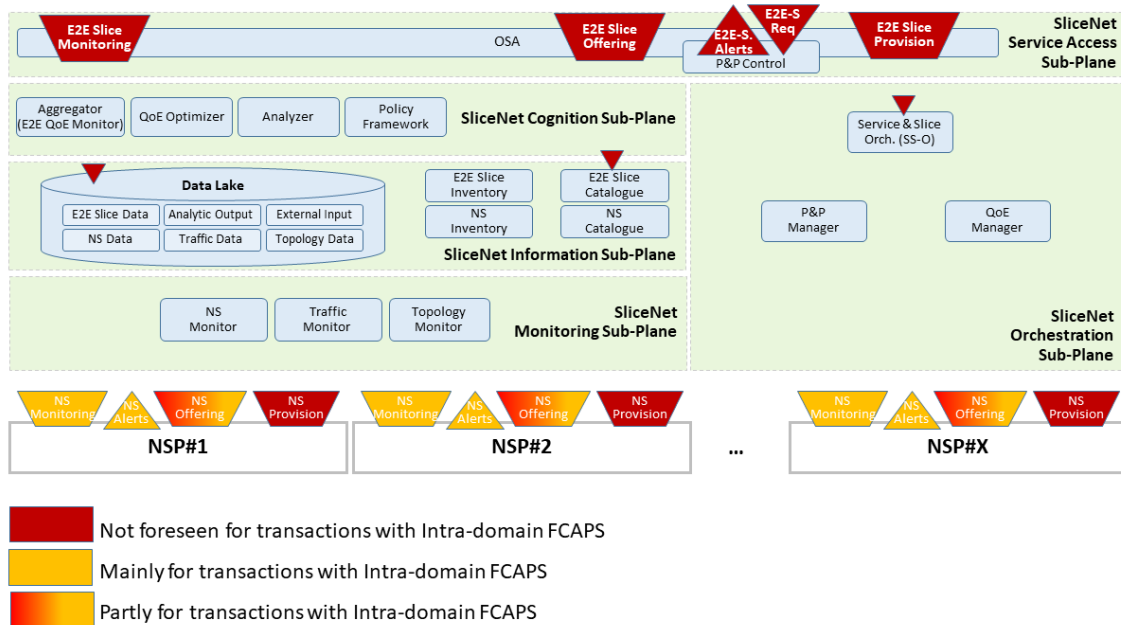 E2E Slice
Monitoring
OSA
E2E Slice
Offering
E2E-S.
Alerts
E2E-S
Req
P&P Control
E2E Slice
Provision
SliceNet
Service Access
Sub-Plane
Aggregator
(E2E QoE Monitor)
QoE Optimizer
Analyzer
Policy
Framework
SliceNet Cognition Sub-Plane
Service & Slice
Orch. (SS-O)
Data Lake
E2E Slice Data
Analytic Output
External Input
NS Data
Traffic Data
Topology Data
E2E Slice
Inventory
E2E Slice
Catalogue
NS
Inventory
NS
Catalogue
SliceNet Information Sub-Plane
P&P
Manager
QoE
Manager
NS
Monitor
Traffic
Monitor
Topology
Monitor
SliceNet
Monitoring Sub-Plane
SliceNet
Orchestration
Sub-Plane
NS
Monitoring
NS
Alerts
NS
Offering
NS
Provision
NSP#1
NS
Monitoring
NS
Alerts
NS
Offering
NS
Provision
NSP#2
...
NS
Monitoring
NS
Alerts
NS
Offering
NS
Provision
NSP#X
Not foreseen for transactions with Intra-domain FCAPS
Mainly for transactions with Intra-domain FCAPS
Partly for transactions with Intra-domain FCAPS